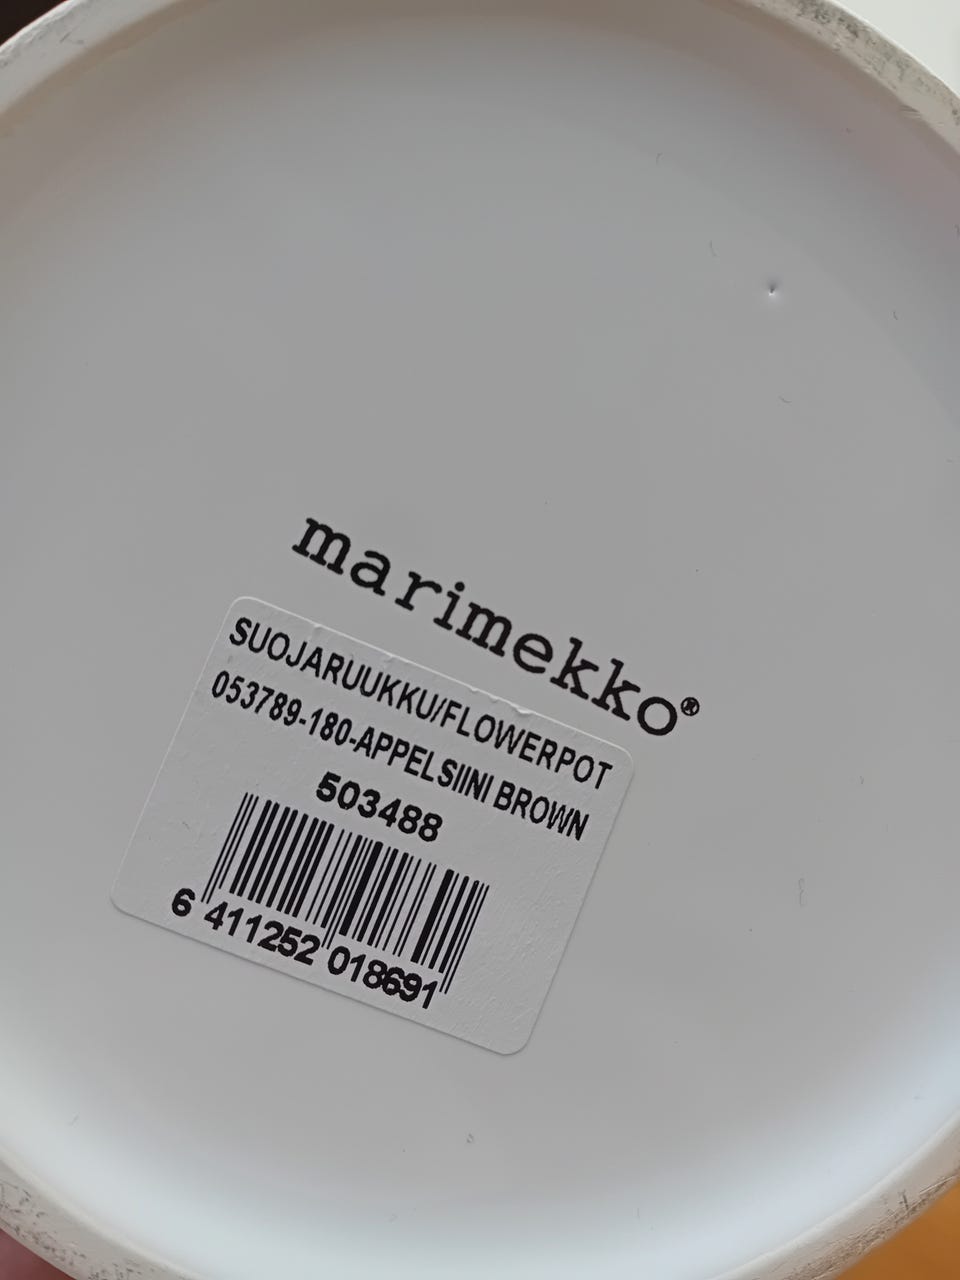 marimekko®
SUOJARUUKKU/FLOWERPOT
053789-180-APPELSIINI BROWN
503488
6 411252 018691